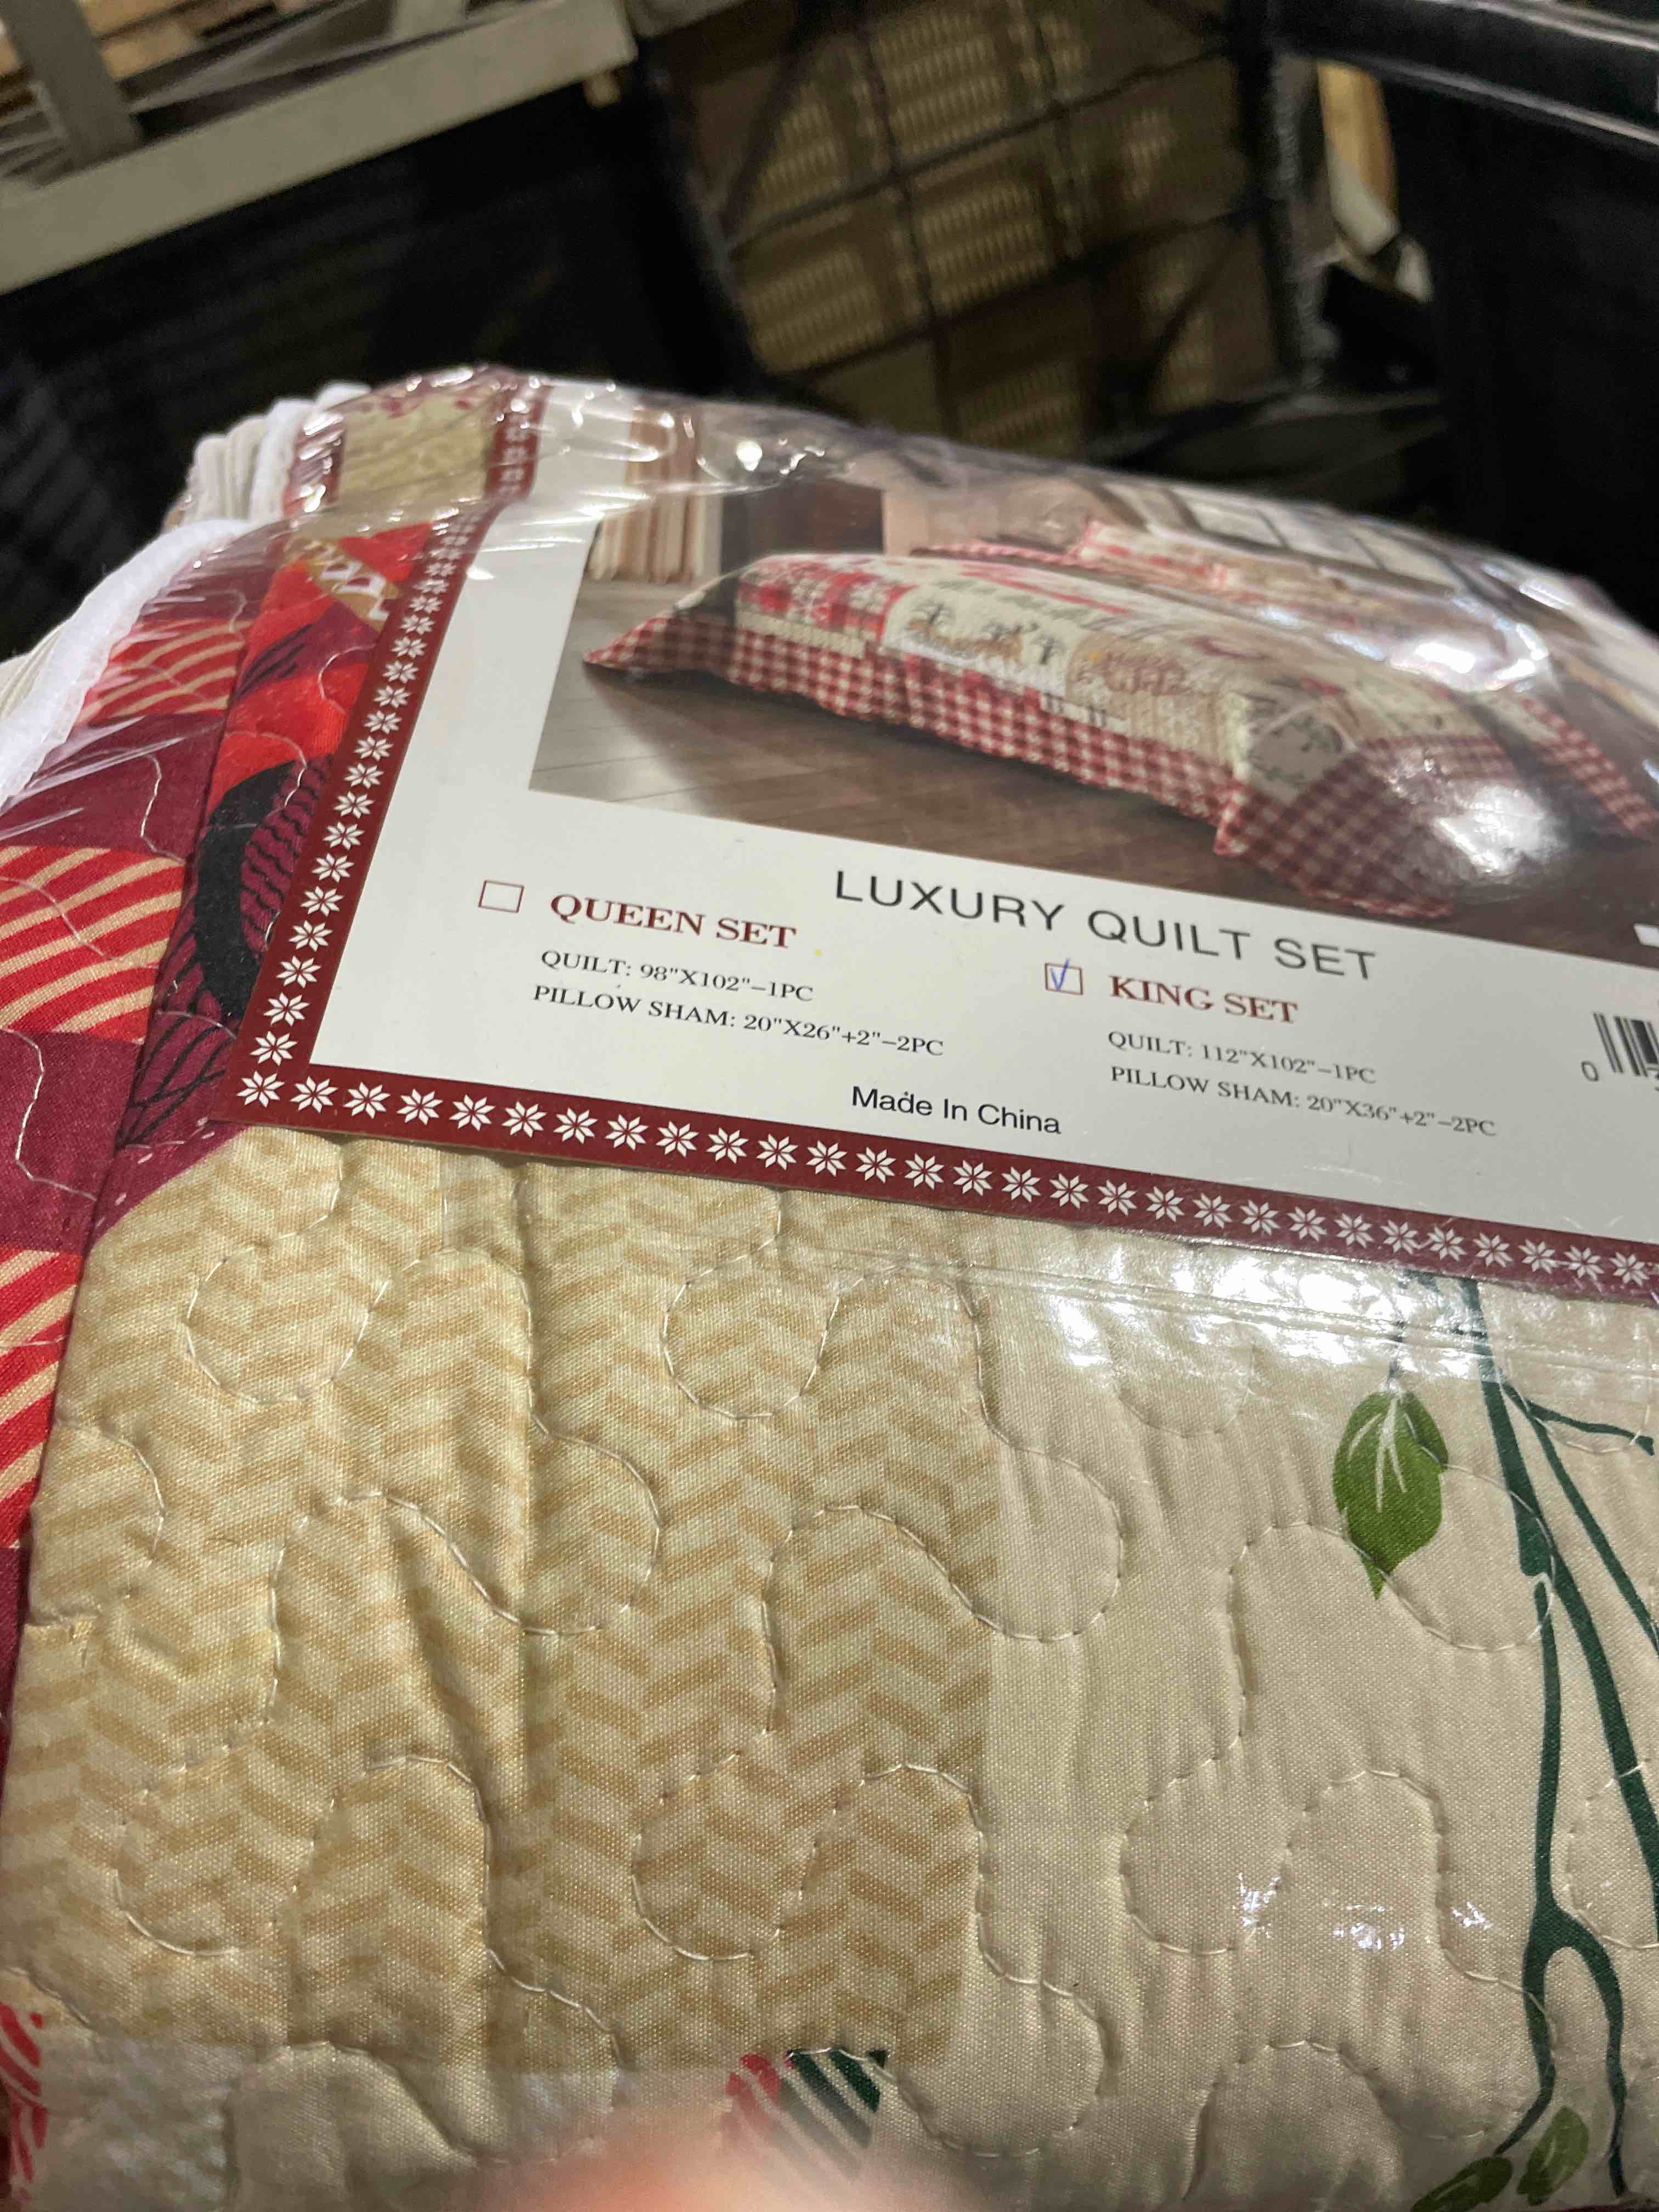 LUXURY QUILT SET
QUEEN SET
QUILT: 98"X102"-1PC
PILLOW SHAM: 20"X26"+2"-2PC
KING SET
QUILT: 112"X102"-1PC
PILLOW SHAM: 20"X36"+2"-2PC
Made In China
0